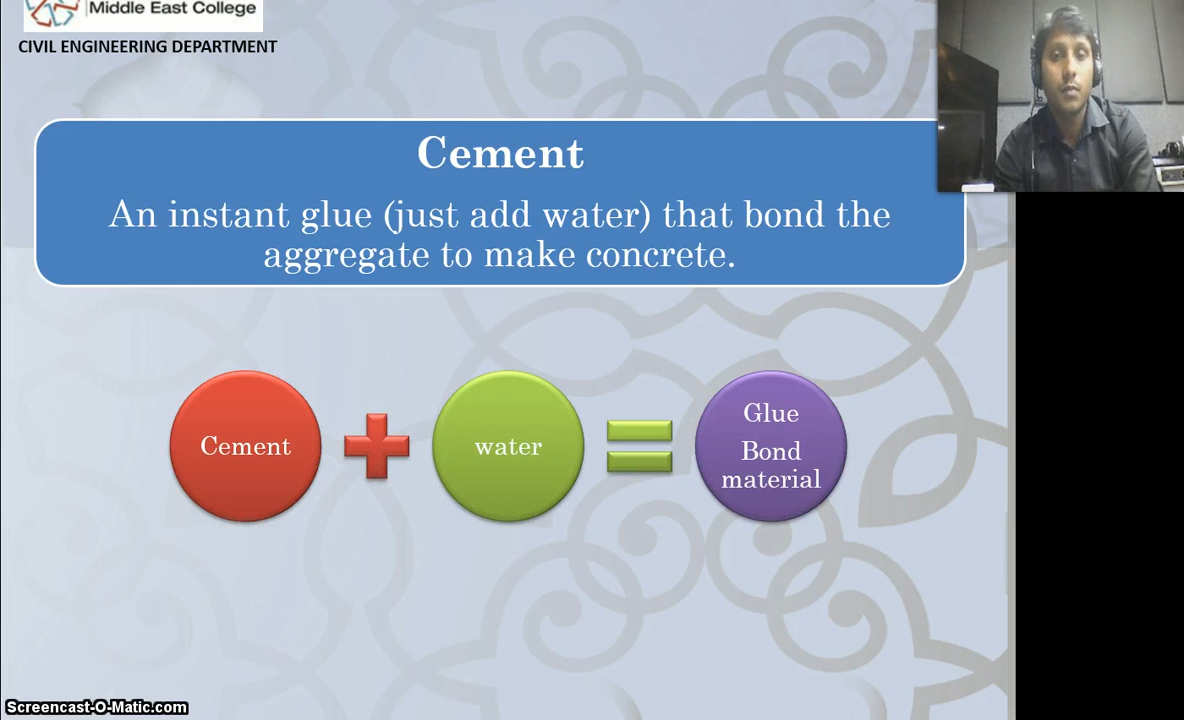 Middle East College
CIVIL ENGINEERING DEPARTMENT
Cement
An instant glue (just add water) that bond the
aggregate to make concrete.
Cement
water
Glue
Bond
material
Screencast-O-Matic.com